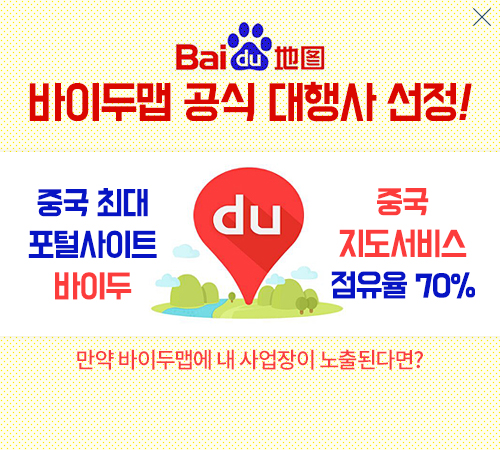 Bai du 地图
바이두맵 공식 대행사 선정!
중국 최대
포털사이트
바이두
du
중국
지도서비스
점유율 70%
만약 바이두맵에 내 사업장이 노출된다면?